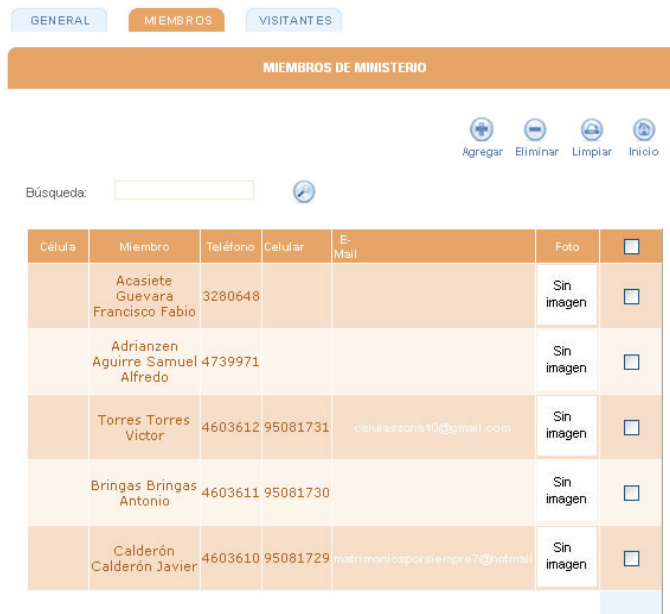 GENERAL MIEMBROS VISITANTES
MIEMBROS DE MINISTERIO
Agregar Eliminar Limpiar Inicio
Búsqueda:
Célula Miembro Teléfono Celular E-Mail Foto
Acasiete Guevara Francisco Fabio 3280648 Sin imagen
Adrianzen Aguirre Samuel Alfredo 4739971 Sin imagen
Torres Torres Victor 4603612 95081731 celulaszona10@gmail.com Sin imagen
Bringas Bringas Antonio 4603611 95081730 Sin imagen
Calderón Calderón Javier 4603610 95081729 matrimoniosporsiempre7@hotmail Sin imagen